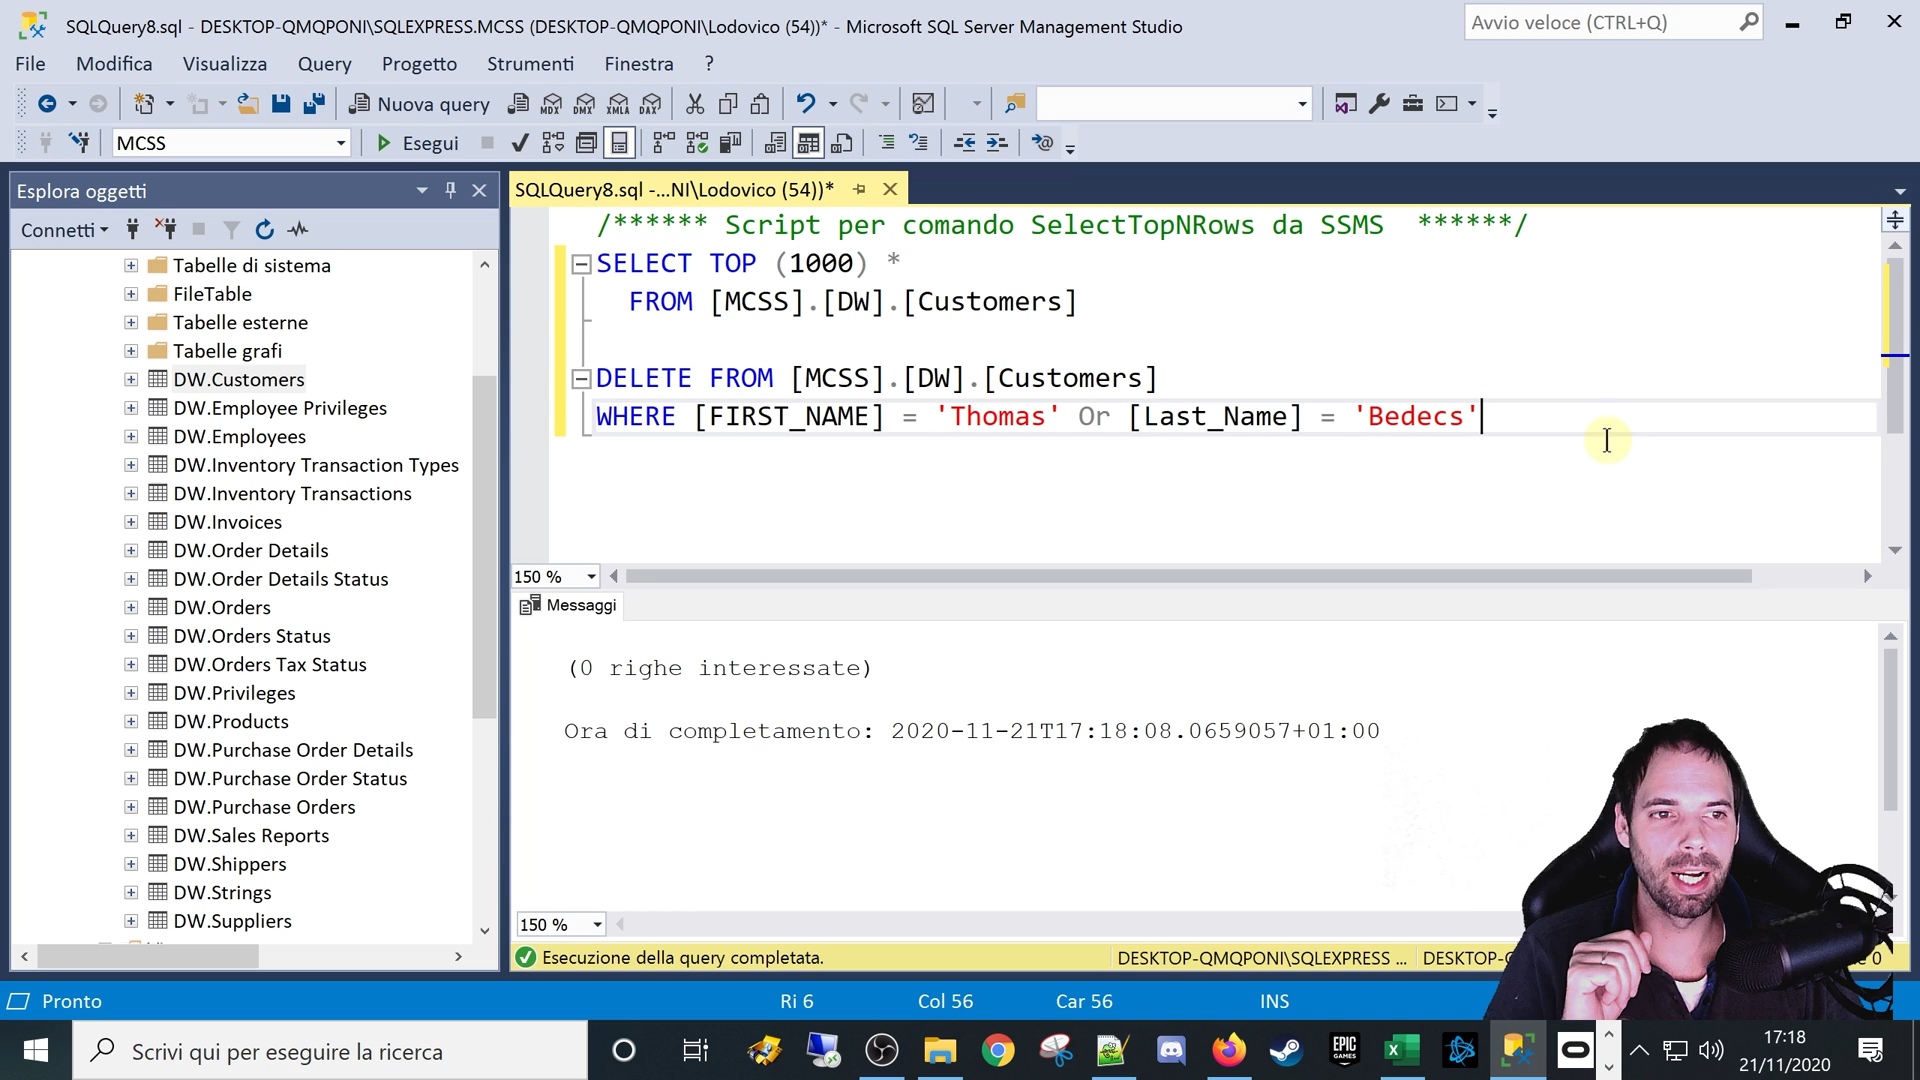 SQLQuery8.sql - DESKTOP-QMQPONI\SQLEXPRESS.MCSS (DESKTOP-QMQPONI\Lodovico (54))* - Microsoft SQL Server Management Studio
Avvio veloce (CTRL+Q)
File Modifica Visualizza Query Progetto Strumenti Finestra ?
Nuova query MDX DMX XMLA DAX
MCSS Esegui
Esplora oggetti
SQLQuery8.sql -...NI\Lodovico (54))*
Connetti
Tabelle di sistema
FileTable
Tabelle esterne
Tabelle grafi
DW.Customers
DW.Employee Privileges
DW.Employees
DW.Inventory Transaction Types
DW.Inventory Transactions
DW.Invoices
DW.Order Details
DW.Order Details Status
DW.Orders
DW.Orders Status
DW.Orders Tax Status
DW.Privileges
DW.Products
DW.Purchase Order Details
DW.Purchase Order Status
DW.Purchase Orders
DW.Sales Reports
DW.Shippers
DW.Strings
DW.Suppliers
/****** Script per comando SelectTopNRows da SSMS ******/
SELECT TOP (1000) *
FROM [MCSS].[DW].[Customers]
DELETE FROM [MCSS].[DW].[Customers]
WHERE [FIRST_NAME] = 'Thomas' Or [Last_Name] = 'Bedecs'
150 %
Messaggi
(0 righe interessate)
Ora di completamento: 2020-11-21T17:18:08.0659057+01:00
150 %
Esecuzione della query completata. DESKTOP-QMQPONI\SQLEXPRESS ... 0
Pronto Ri 6 Col 56 Car 56 INS
Scrivi qui per eseguire la ricerca
EPIC GAMES
17:18
21/11/2020